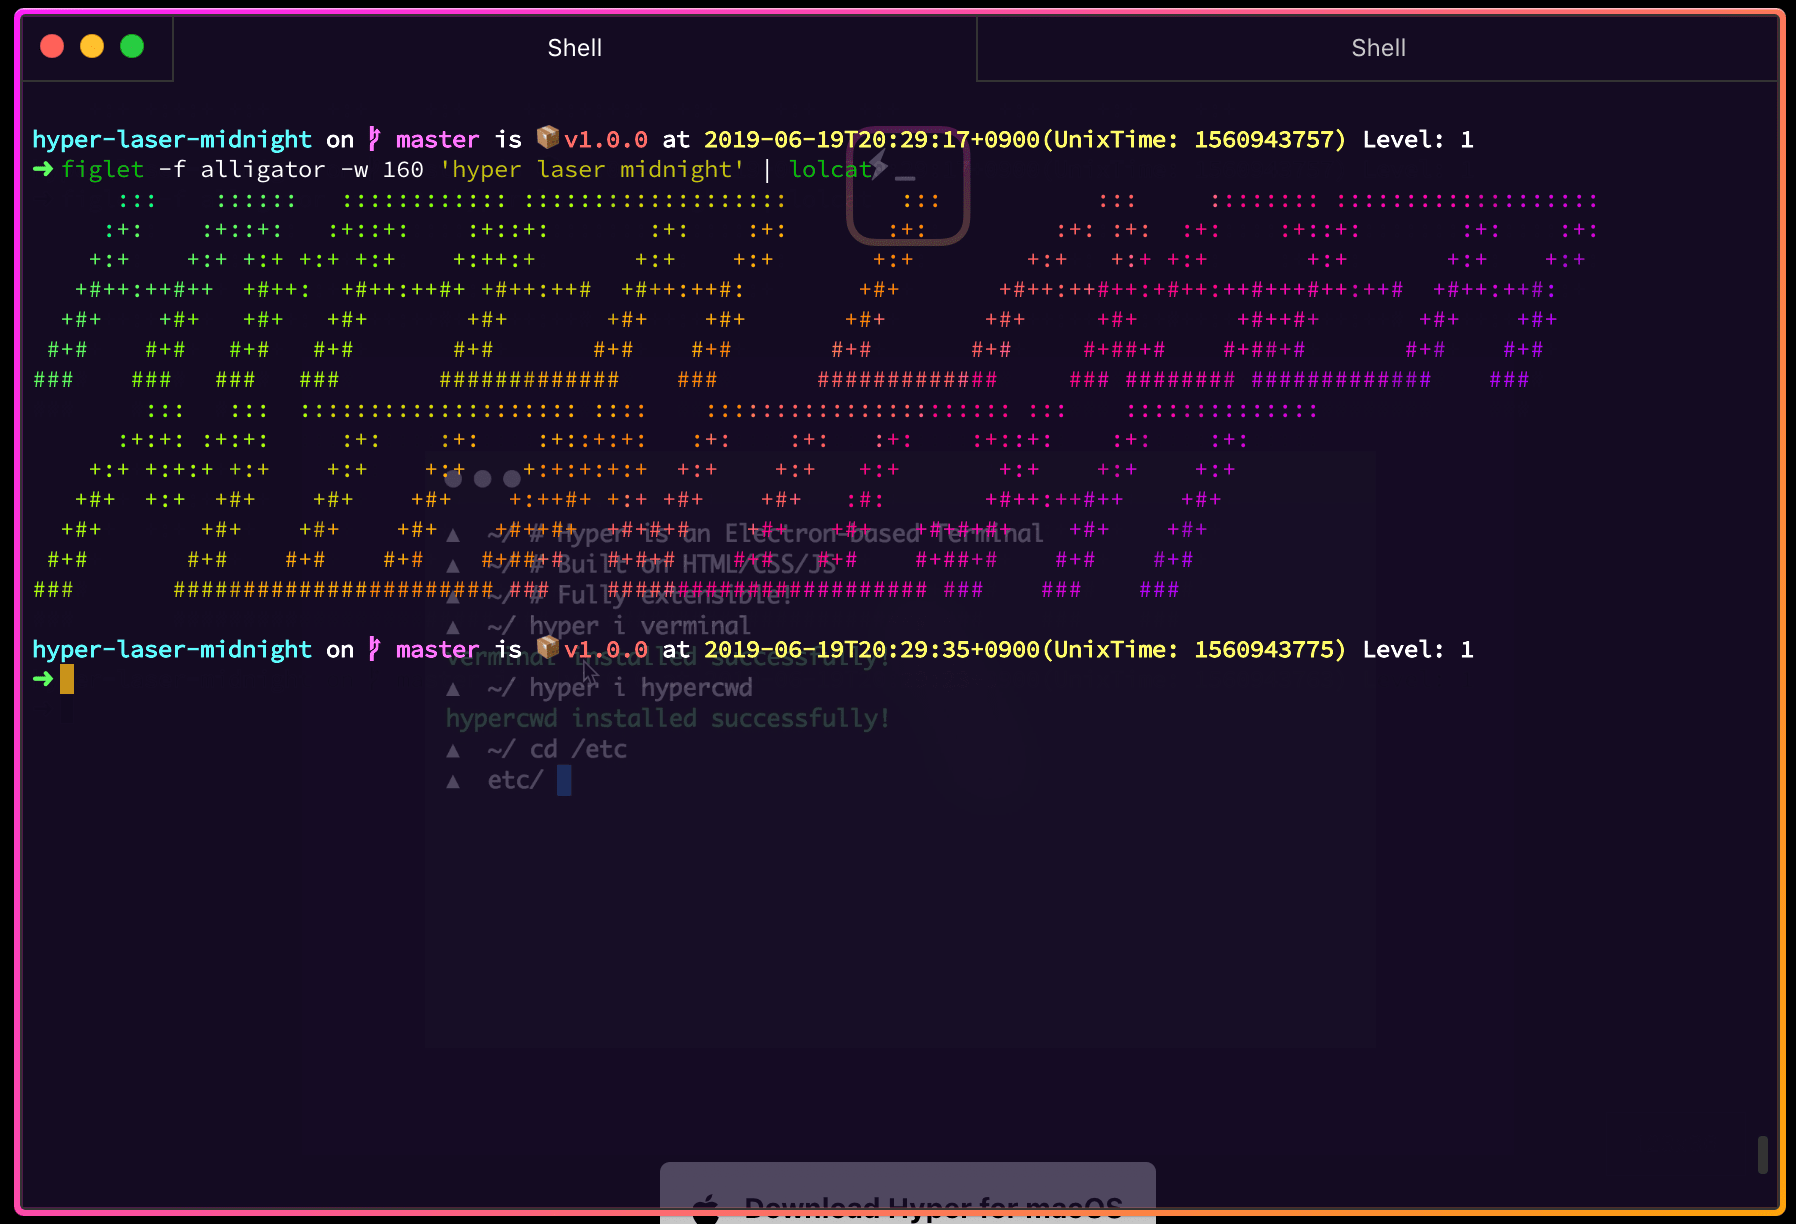 Shell
Shell
hyper-laser-midnight on master is 📦v1.0.0 at 2019-06-19T20:29:17+0900(UnixTime: 1560943757) Level: 1
➜ figlet -f alligator -w 160 'hyper laser midnight' | lolcat
hyper laser
midnight
▲ ~/ # Hyper is an Electron-based Terminal
▲ ~/ # Built on HTML/CSS/JS
▲ ~/ # Fully extensible!
▲ ~/ hyper i verminal
hyper-laser-midnight on master is 📦v1.0.0 at 2019-06-19T20:29:35+0900(UnixTime: 1560943775) Level: 1
verminal installed successfully!
➜
▲ ~/ hyper i hypercwd
hypercwd installed successfully!
▲ ~/ cd /etc
▲ etc/
Download Hyper for macOS